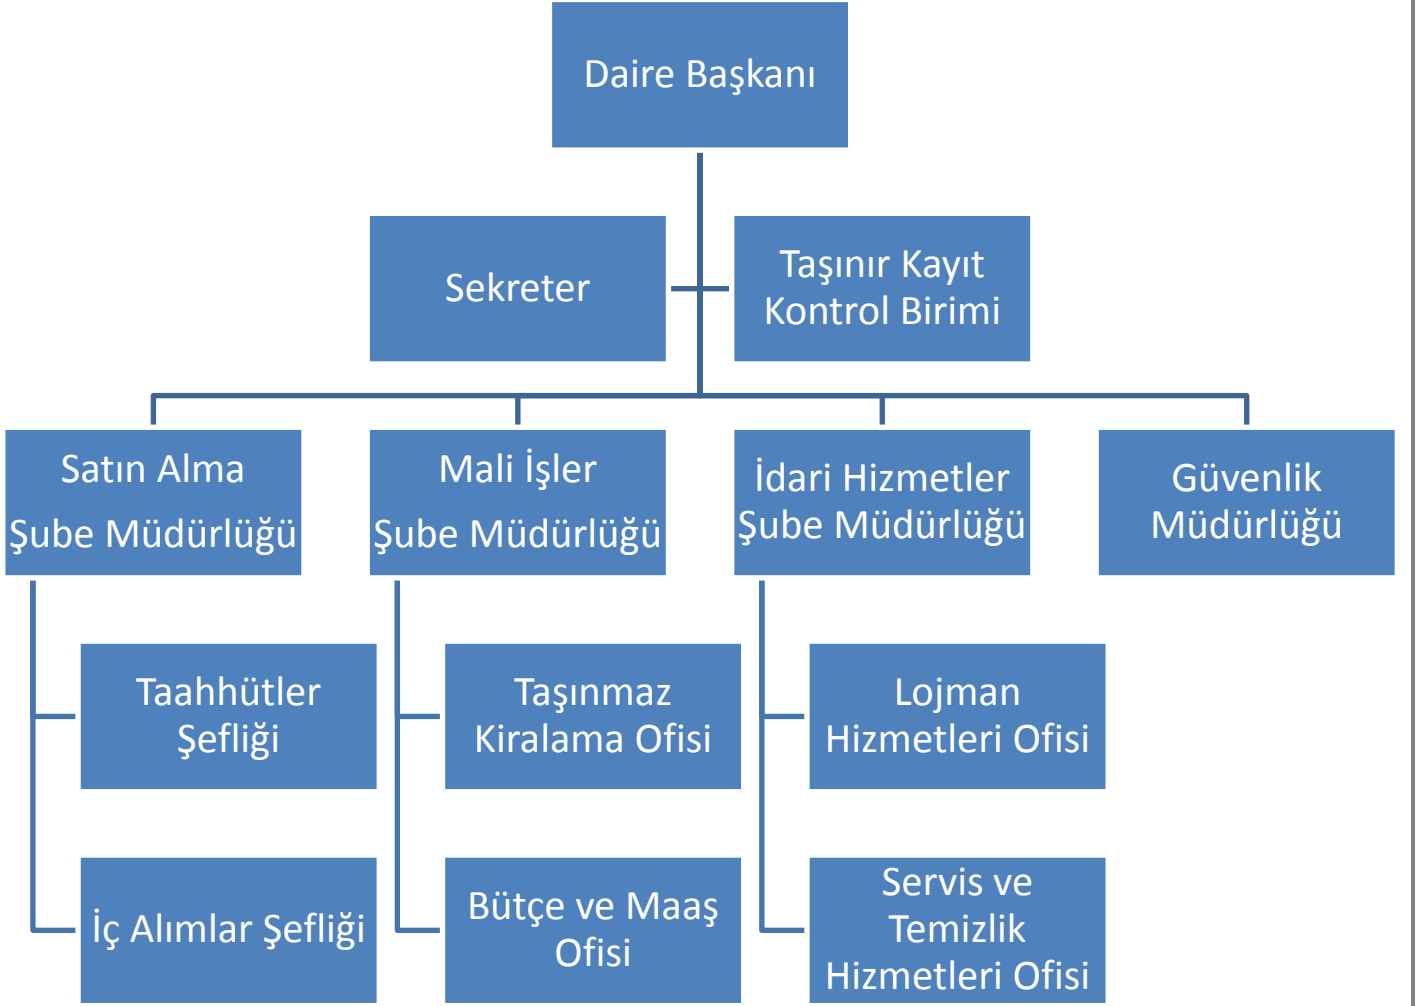 Daire Başkanı
Sekreter
Taşınır Kayıt
Kontrol Birimi
Satın Alma
Şube Müdürlüğü
Mali İşler
Şube Müdürlüğü
İdari Hizmetler
Şube Müdürlüğü
Güvenlik
Müdürlüğü
Taahhütler
Şefliği
Taşınmaz
Kiralama Ofisi
Lojman
Hizmetleri Ofisi
İç Alımlar Şefliği
Bütçe ve Maaş
Ofisi
Servis ve
Temizlik
Hizmetleri Ofisi